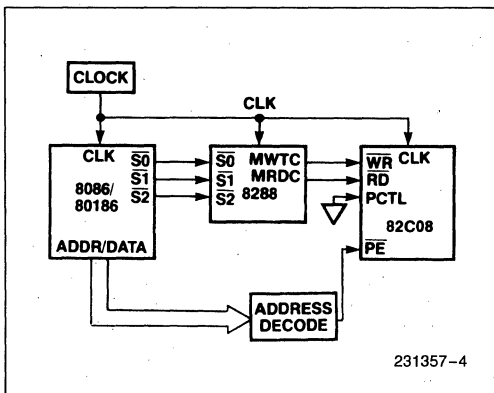 CLOCK
CLK
CLK
8086/
80186
S0
S1
S2
ADDR/DATA
S0
S1
S2
MWTC
MRDC
8288
WR
RD
PCTL
CLK
82C08
PE
ADDRESS
DECODE
231357-4